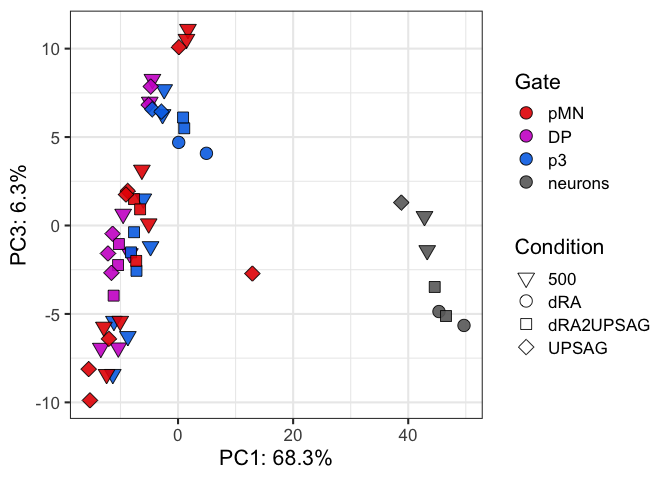 10
5
0
-5
-10
PC3: 6.3%
0 20 40
PC1: 68.3%
Gate
pMN
DP
p3
neurons
Condition
500
dRA
dRA2UPSAG
UPSAG